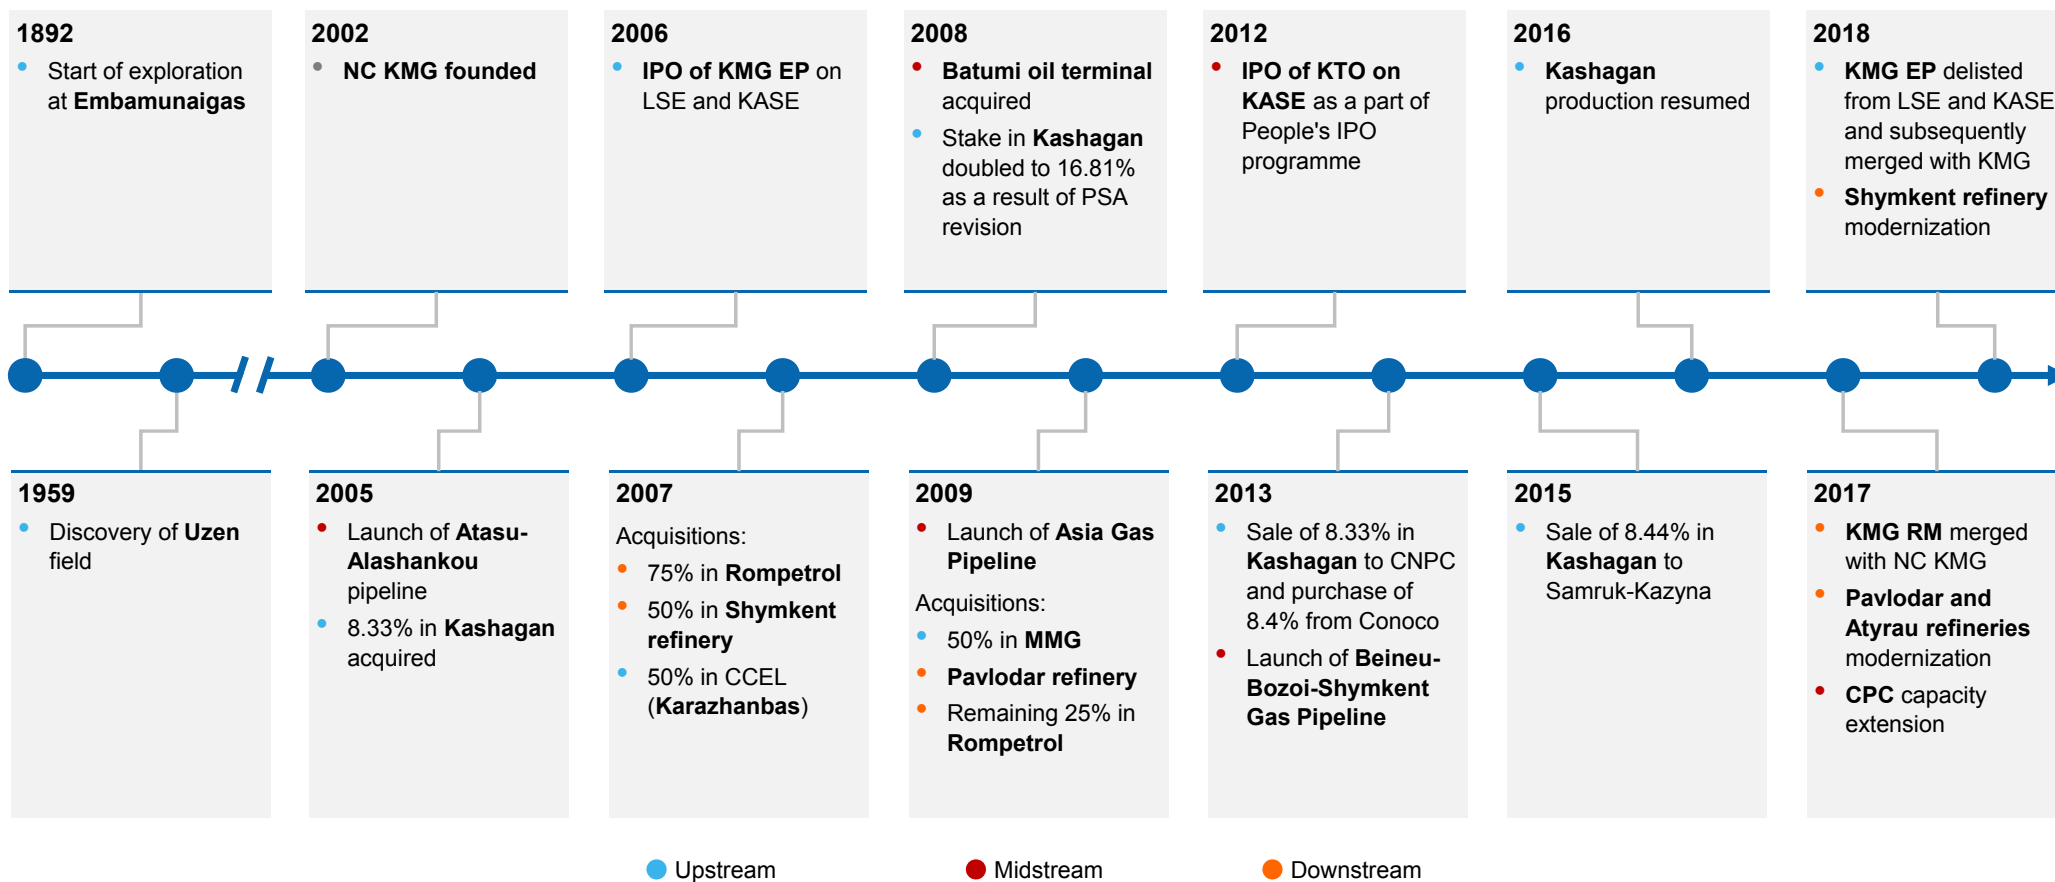 1892
Start of exploration
at Embamunaigas
2002
NC KMG founded
2006
IPO of KMG EP on
LSE and KASE
2008
Batumi oil terminal
acquired
Stake in Kashagan
doubled to 16.81%
as a result of PSA
revision
2012
IPO of KTO on
KASE as a part of
People's IPO
programme
2016
Kashagan
production resumed
2018
KMG EP delisted
from LSE and KASE
and subsequently
merged with KMG
Shymkent refinery
modernization
1959
Discovery of Uzen
field
2005
Launch of Atasu-
Alashankou
pipeline
8.33% in Kashagan
acquired
2007
Acquisitions:
75% in Rompetrol
50% in Shymkent
refinery
50% in CCEL
(Karazhanbas)
2009
Launch of Asia Gas
Pipeline
Acquisitions:
50% in MMG
Pavlodar refinery
Remaining 25% in
Rompetrol
2013
Sale of 8.33% in
Kashagan to CNPC
and purchase of
8.4% from Conoco
Launch of Beineu-
Bozoi-Shymkent
Gas Pipeline
2015
Sale of 8.44% in
Kashagan to
Samruk-Kazyna
2017
KMG RM merged
with NC KMG
Pavlodar and
Atyrau refineries
modernization
CPC capacity
extension
Upstream
Midstream
Downstream